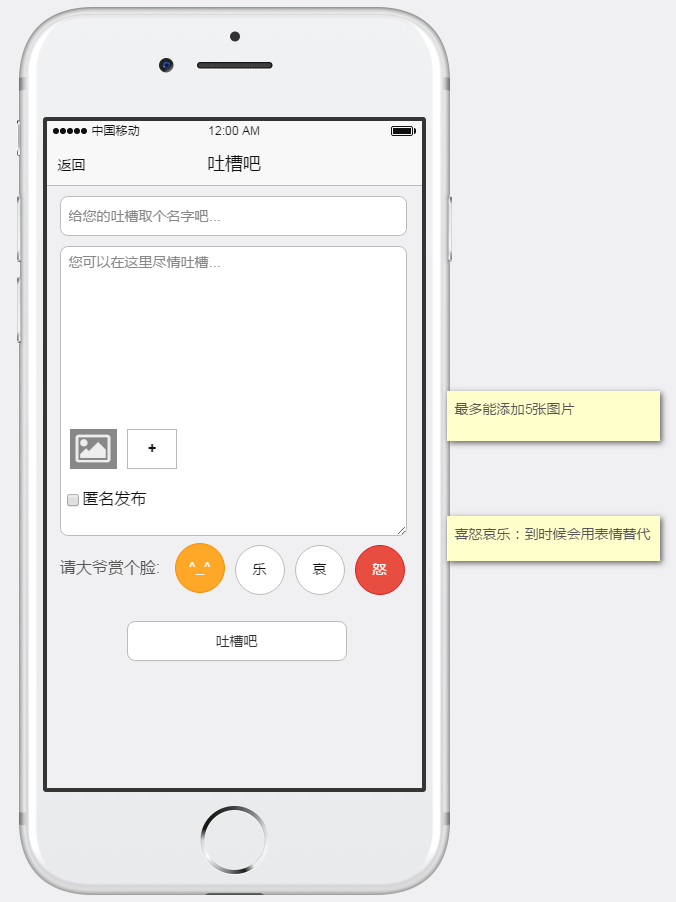 中国移动 12:00 AM
返回 吐槽吧
给您的吐槽取个名字吧...
您可以在这里尽情吐槽...
最多能添加5张图片
+
匿名发布
喜怒哀乐：到时候会用表情替代
请大爷赏个脸: ^_^ 乐 哀 怒
吐槽吧